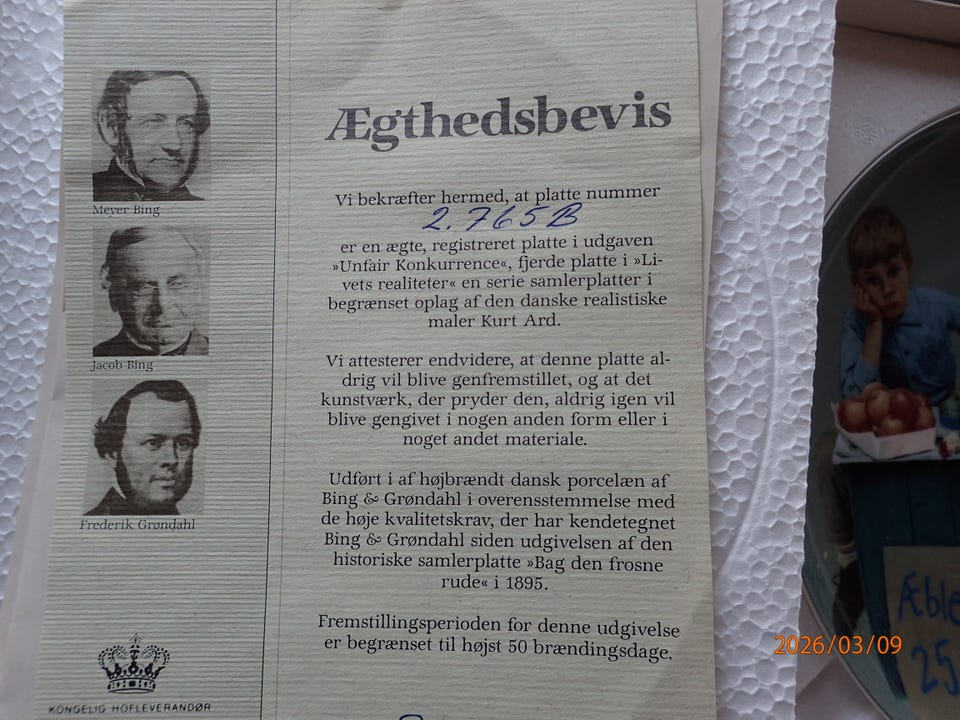 Meyer Bing
Jacob Bing
Frederik Grøndahl
KONGELIG HOFLEVERANDØR
Ægthedsbevis
Vi bekræfter hermed, at platte nummer
2.765B
er en ægte, registreret platte i udgaven
»Unfair Konkurrence«, fjerde platte i »Li-
vets realiteter« en serie samlerplatter i
begrænset oplag af den danske realistiske
maler Kurt Ard.
Vi attesterer endvidere, at denne platte al-
drig vil blive genfremstillet, og at det
kunstværk, der pryder den, aldrig igen vil
blive gengivet i nogen anden form eller i
noget andet materiale.
Udført i af højbrændt dansk porcelæn af
Bing & Grøndahl i overensstemmelse med
de høje kvalitetskrav, der har kendetegnet
Bing & Grøndahl siden udgivelsen af den
historiske samlerplatte »Bag den frosne
rude« i 1895.
Fremstillingsperioden for denne udgivelse
er begrænset til højst 50 brændingsdage.
Æble
25
2026/03/09